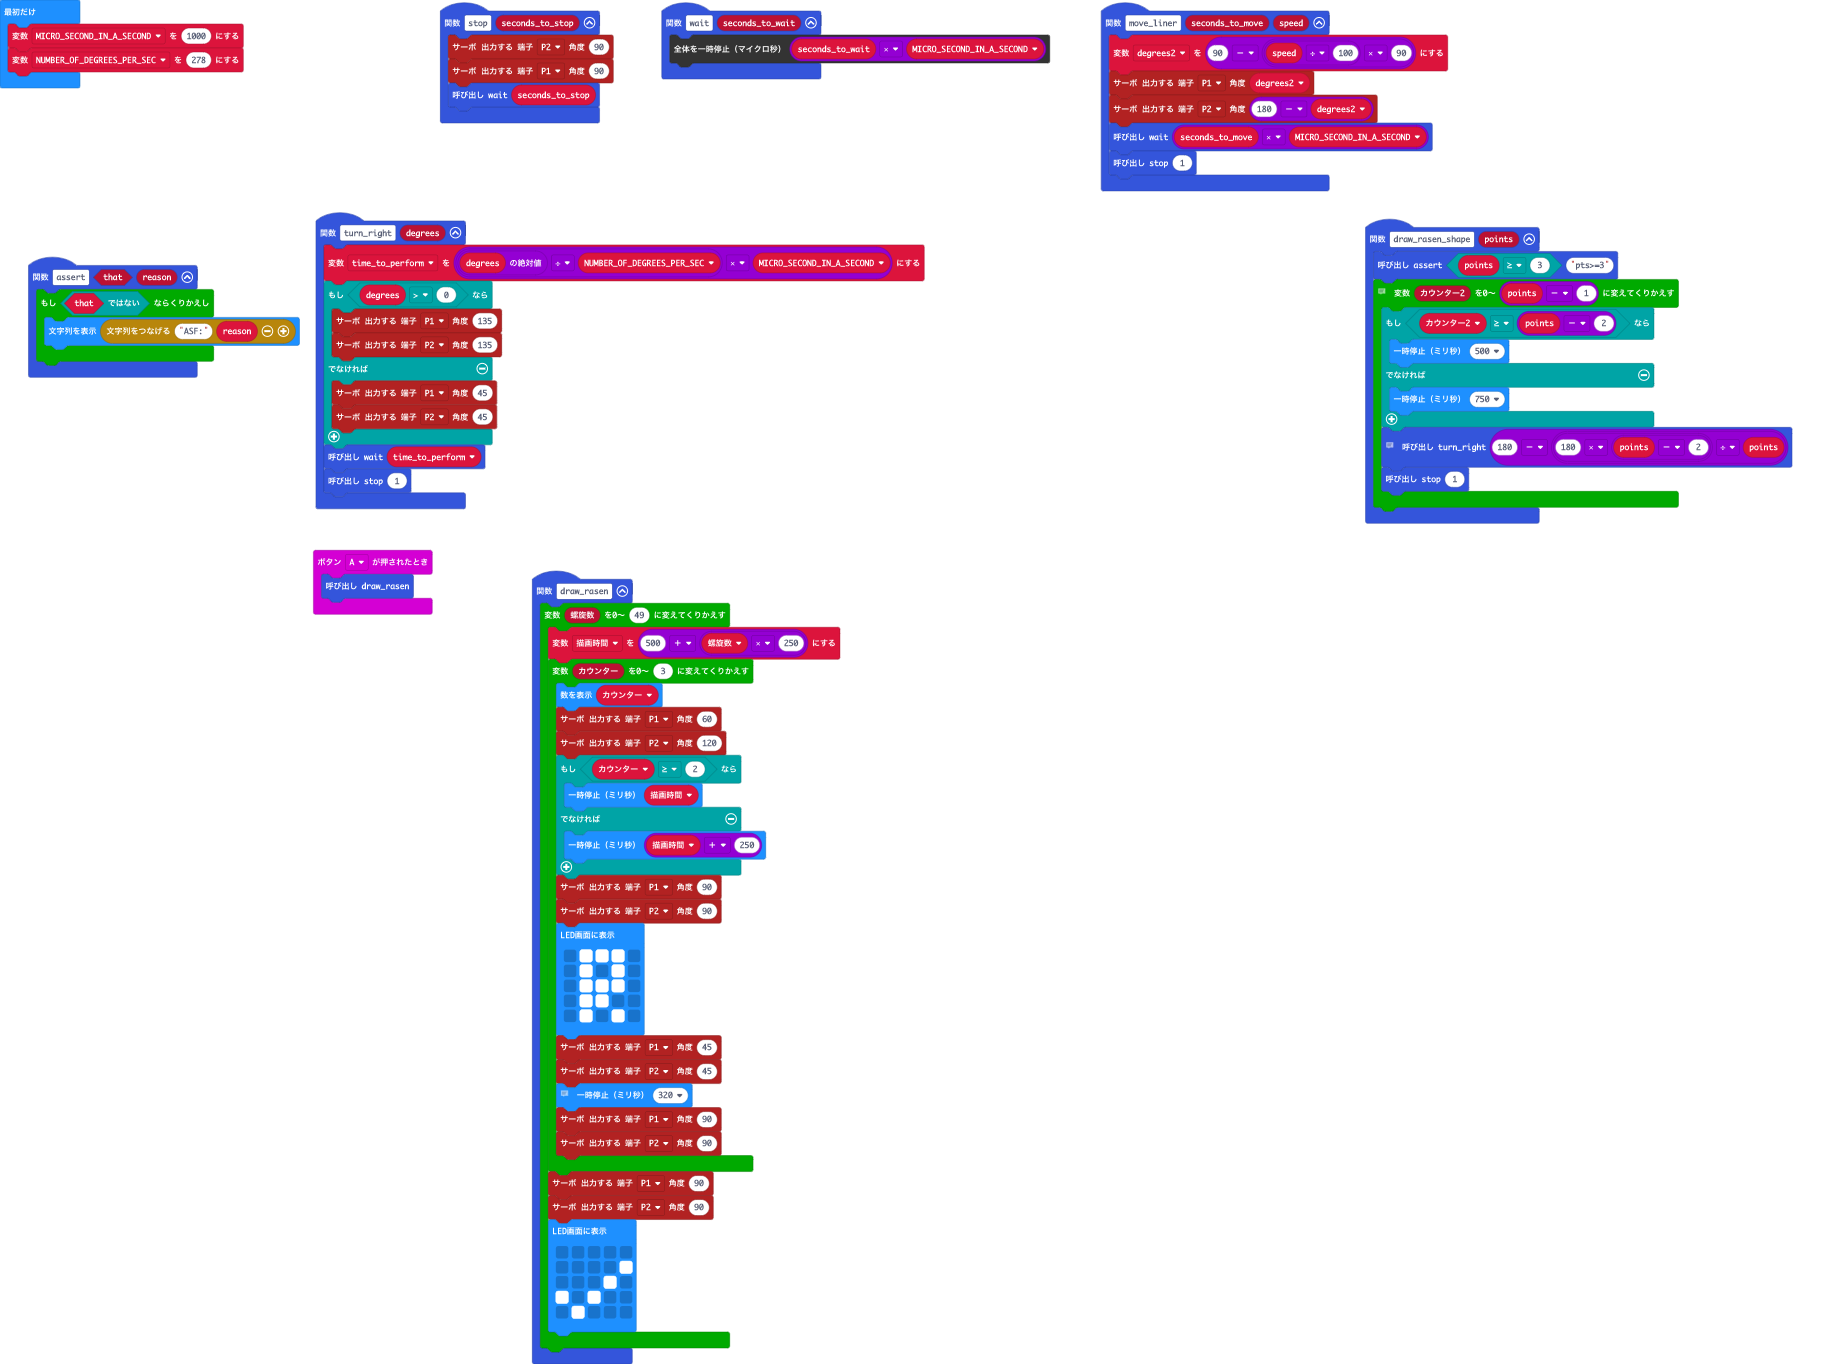 最初だけ
変数 MICRO_SECOND_IN_A_SECOND を 1000 にする
変数 NUMBER_OF_DEGREES_PER_SEC を 278 にする
関数 stop seconds_to_stop
サーボ 出力する 端子 P2 角度 90
サーボ 出力する 端子 P1 角度 90
呼び出し wait seconds_to_stop
関数 wait seconds_to_wait
全体を一時停止（マイクロ秒） seconds_to_wait × MICRO_SECOND_IN_A_SECOND
関数 move_liner seconds_to_move speed
変数 degrees2 を 90 - speed ÷ 100 × 90 にする
サーボ 出力する 端子 P1 角度 degrees2
サーボ 出力する 端子 P2 角度 180 - degrees2
呼び出し wait seconds_to_move × MICRO_SECOND_IN_A_SECOND
呼び出し stop 1
関数 assert that reason
もし that ではない ならくりかえし
文字列を表示 文字列をつなげる "ASF:" reason
関数 turn_right degrees
変数 time_to_perform を degrees の絶対値 ÷ NUMBER_OF_DEGREES_PER_SEC × MICRO_SECOND_IN_A_SECOND にする
もし degrees > 0 なら
サーボ 出力する 端子 P1 角度 135
サーボ 出力する 端子 P2 角度 135
でなければ
サーボ 出力する 端子 P1 角度 45
サーボ 出力する 端子 P2 角度 45
呼び出し wait time_to_perform
呼び出し stop 1
関数 draw_rasen_shape points
呼び出し assert points ≥ 3 "pts>=3"
変数 カウンター2 を0～ points - 1 に変えてくりかえす
もし カウンター2 ≥ points - 2 なら
一時停止（ミリ秒） 500
でなければ
一時停止（ミリ秒） 750
呼び出し turn_right 180 - 180 × points - 2 ÷ points
呼び出し stop 1
ボタン A が押されたとき
呼び出し draw_rasen
関数 draw_rasen
変数 螺旋数 を0～ 49 に変えてくりかえす
変数 描画時間 を 500 + 螺旋数 × 250 にする
変数 カウンター を0～ 3 に変えてくりかえす
数を表示 カウンター
サーボ 出力する 端子 P1 角度 60
サーボ 出力する 端子 P2 角度 120
もし カウンター ≥ 2 なら
一時停止（ミリ秒） 描画時間
でなければ
一時停止（ミリ秒） 描画時間 + 250
サーボ 出力する 端子 P1 角度 90
サーボ 出力する 端子 P2 角度 90
LED画面に表示
サーボ 出力する 端子 P1 角度 45
サーボ 出力する 端子 P2 角度 45
一時停止（ミリ秒） 320
サーボ 出力する 端子 P1 角度 90
サーボ 出力する 端子 P2 角度 90
サーボ 出力する 端子 P1 角度 90
サーボ 出力する 端子 P2 角度 90
LED画面に表示